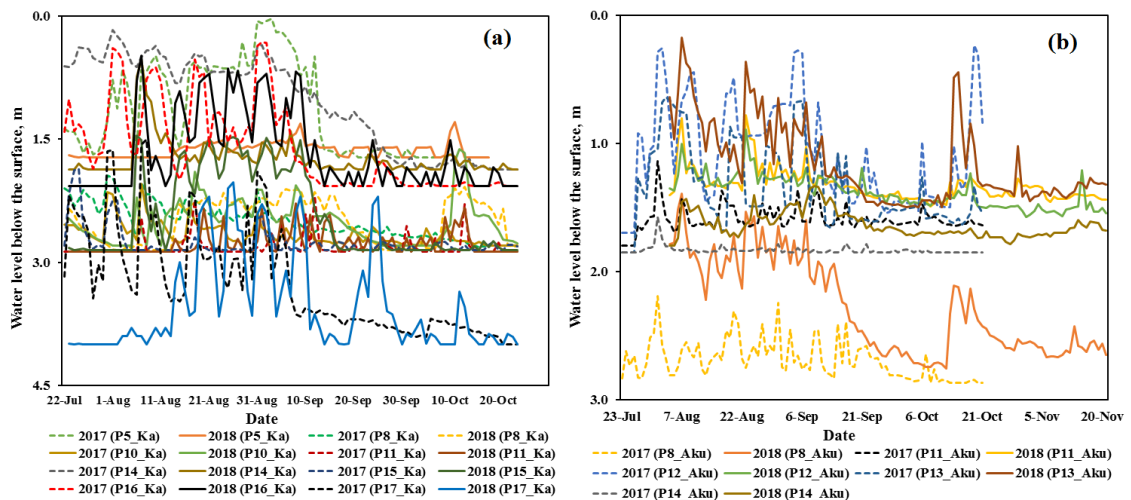 (a)
Water level below the surface, m
0.0
1.5
3.0
4.5
22-Jul 1-Aug 11-Aug 21-Aug 31-Aug 10-Sep 20-Sep 30-Sep 10-Oct 20-Oct
Date
2017 (P5_Ka) 2018 (P5_Ka) 2017 (P8_Ka) 2018 (P8_Ka)
2017 (P10_Ka) 2018 (P10_Ka) 2017 (P11_Ka) 2018 (P11_Ka)
2017 (P14_Ka) 2018 (P14_Ka) 2017 (P15_Ka) 2018 (P15_Ka)
2017 (P16_Ka) 2018 (P16_Ka) 2017 (P17_Ka) 2018 (P17_Ka)
(b)
Water level below the surface, m
0.0
1.0
2.0
3.0
23-Jul 7-Aug 22-Aug 6-Sep 21-Sep 6-Oct 21-Oct 5-Nov 20-Nov
Date
2017 (P8_Aku) 2018 (P8_Aku) 2017 (P11_Aku) 2018 (P11_Aku)
2017 (P12_Aku) 2018 (P12_Aku) 2017 (P13_Aku) 2018 (P13_Aku)
2017 (P14_Aku) 2018 (P14_Aku)